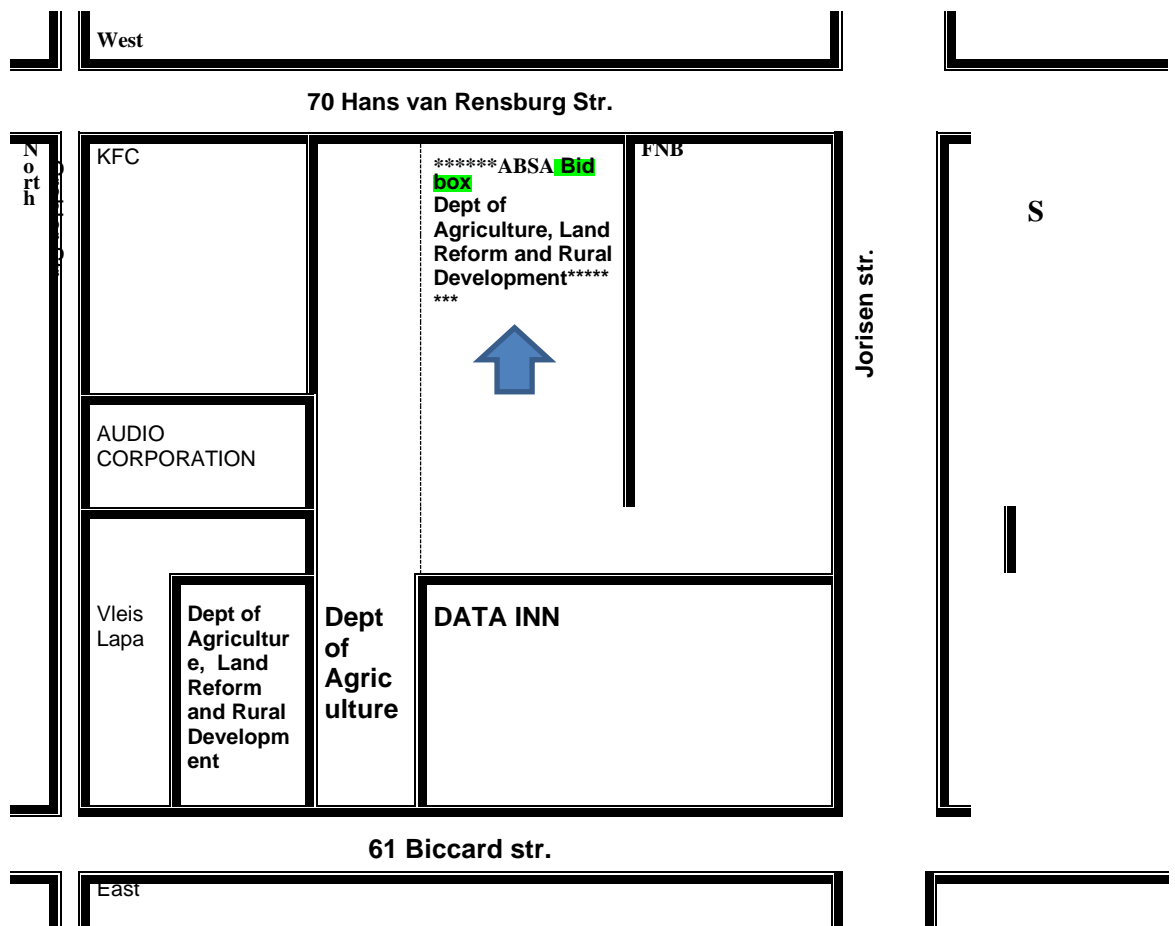 West
70 Hans van Rensburg Str.
N
o
rt
h
KFC
******ABSA Bid
box
Dept of
Agriculture, Land
Reform and Rural
Development*****
***
FNB
S
Jorisen str.
AUDIO
CORPORATION
Vleis
Lapa
Dept of
Agricultur
e, Land
Reform
and Rural
Developm
ent
Dept
of
Agric
ulture
DATA INN
61 Biccard str.
East